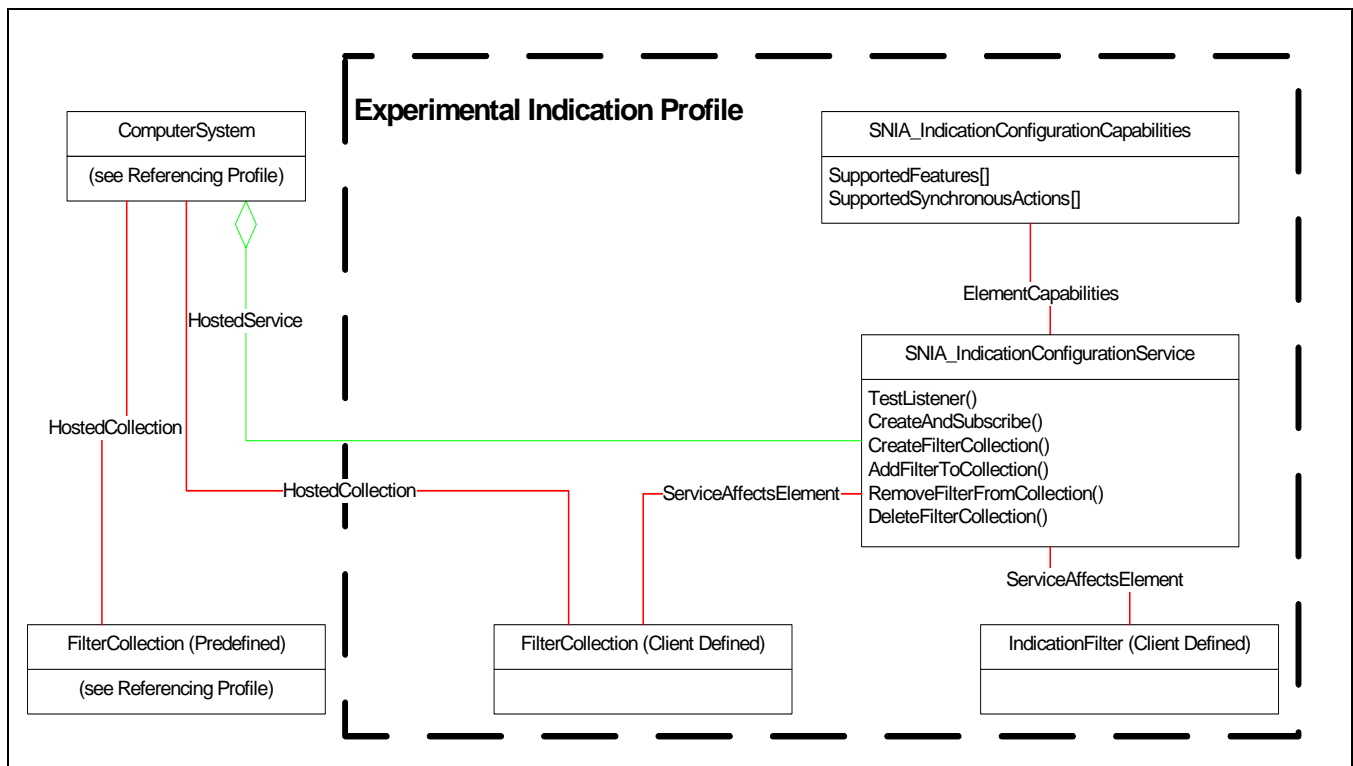 Experimental Indication Profile
ComputerSystem
(see Referencing Profile)
SNIA_IndicationConfigurationCapabilities
SupportedFeatures[]
SupportedSynchronousActions[]
ElementCapabilities
HostedService
SNIA_IndicationConfigurationService
TestListener()
CreateAndSubscribe()
CreateFilterCollection()
AddFilterToCollection()
RemoveFilterFromCollection()
DeleteFilterCollection()
HostedCollection
HostedCollection
ServiceAffectsElement
ServiceAffectsElement
FilterCollection (Predefined)
(see Referencing Profile)
FilterCollection (Client Defined)
IndicationFilter (Client Defined)